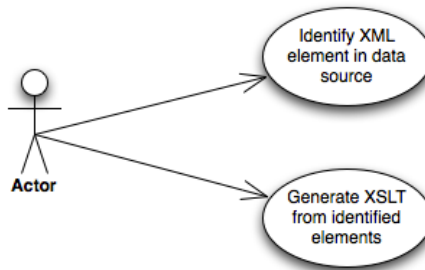 Identify XML
element in data
source
Actor
Generate XSLT
from identified
elements